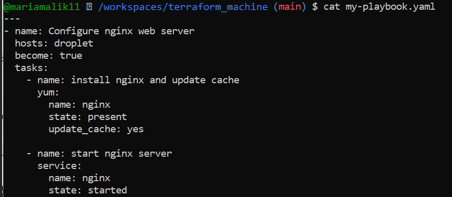 @mariamalik11 /workspaces/terraform_machine (main) $ cat my-playbook.yaml
---
- name: Configure nginx web server
  hosts: droplet
  become: true
  tasks:
    - name: install nginx and update cache
      yum:
        name: nginx
        state: present
        update_cache: yes

    - name: start nginx server
      service:
        name: nginx
        state: started